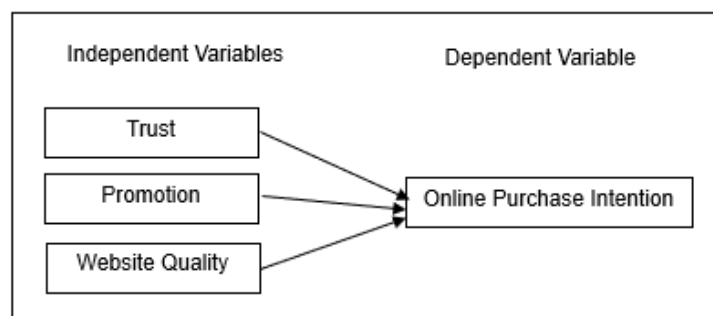 Independent Variables
Dependent Variable
Trust
Promotion
Online Purchase Intention
Website Quality